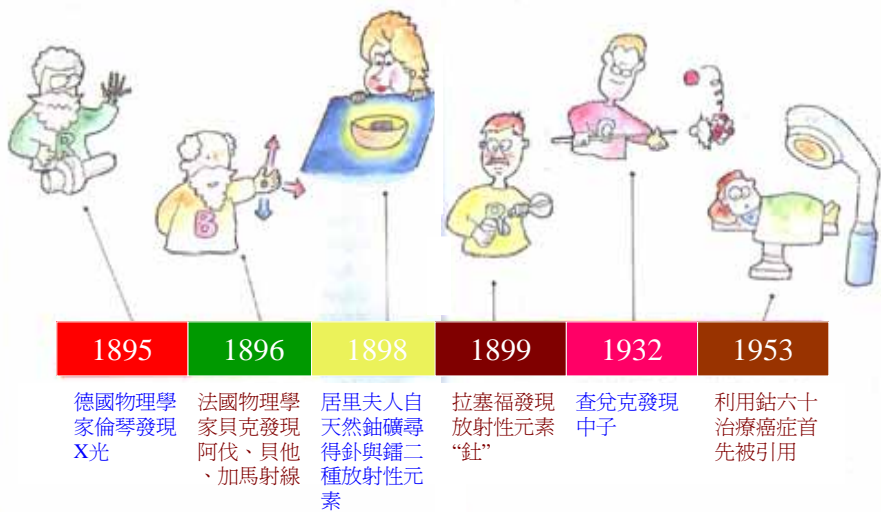 R
B
R
1895
1896
1898
1899
1932
1953
德國物理學
家倫琴發現
X光
法國物理學
家貝克發現
阿伐、貝他
、加馬射線
居里夫人自
天然鈾礦尋
得釙與鐳二
種放射性元
素
拉塞福發現
放射性元素
“釷”
查兌克發現
中子
利用鈷六十
治療癌症首
先被引用